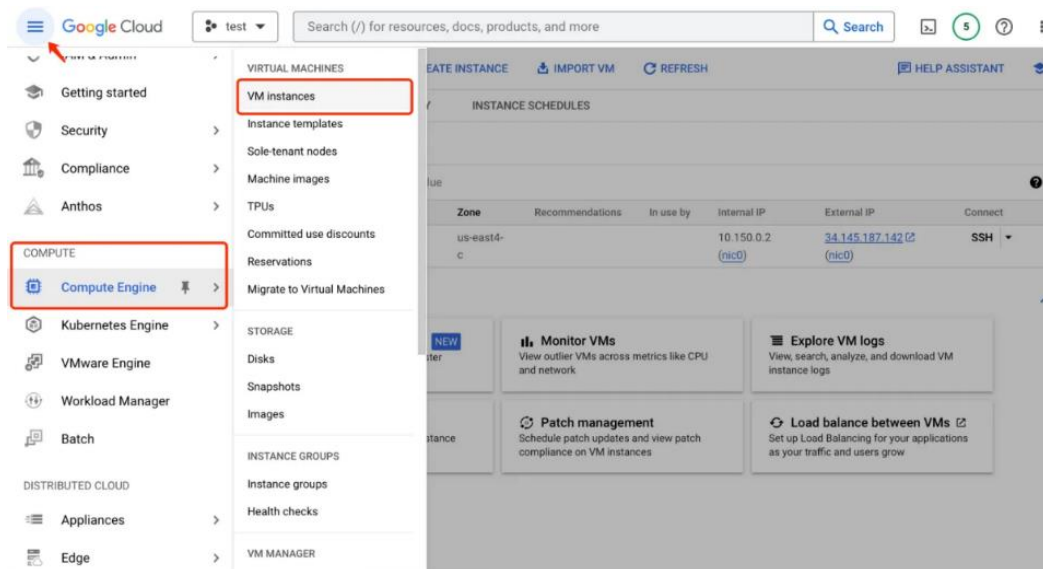 Google Cloud
test
Search (/) for resources, docs, products, and more
Search
5
Getting started
Security
Compliance
Anthos
COMPUTE
Compute Engine
Kubernetes Engine
VMware Engine
Workload Manager
Batch
DISTRIBUTED CLOUD
Appliances
Edge
VIRTUAL MACHINES
VM instances
Instance templates
Sole-tenant nodes
Machine images
TPUs
Committed use discounts
Reservations
Migrate to Virtual Machines
STORAGE
Disks
Snapshots
Images
INSTANCE GROUPS
Instance groups
Health checks
VM MANAGER
EATE INSTANCE IMPORT VM REFRESH HELP ASSISTANT
INSTANCE SCHEDULES
lue
Zone Recommendations In use by Internal IP External IP Connect
us-east4- 10.150.0.2 34.145.187.142 SSH
c (nic0) (nic0)
NEW
ster
Monitor VMs
View outlier VMs across metrics like CPU
and network
Explore VM logs
View, search, analyze, and download VM
instance logs
stance
Patch management
Schedule patch updates and view patch
compliance on VM instances
Load balance between VMs
Set up Load Balancing for your applications
as your traffic and users grow